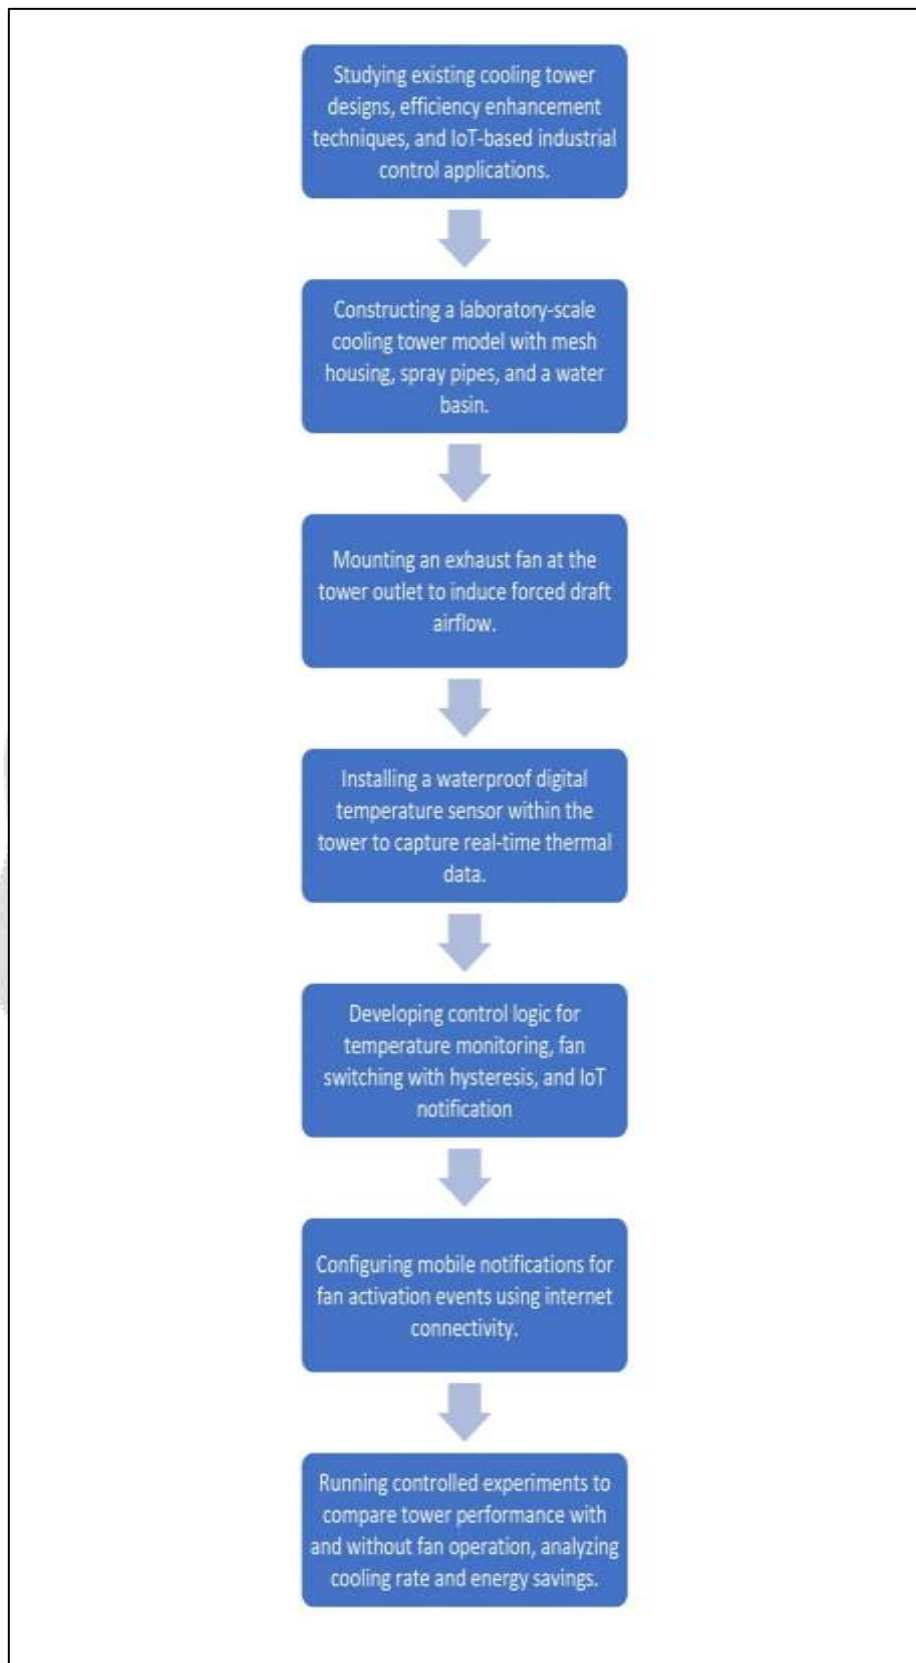 Studying existing cooling tower
designs, efficiency enhancement
techniques, and IoT-based industrial
control applications.
Constructing a laboratory-scale
cooling tower model with mesh
housing, spray pipes, and a water
basin.
Mounting an exhaust fan at the
tower outlet to induce forced draft
airflow.
Installing a waterproof digital
temperature sensor within the
tower to capture real-time thermal
data.
Developing control logic for
temperature monitoring, fan
switching with hysteresis, and IoT
notification
Configuring mobile notifications for
fan activation events using internet
connectivity.
Running controlled experiments to
compare tower performance with
and without fan operation, analyzing
cooling rate and energy savings.